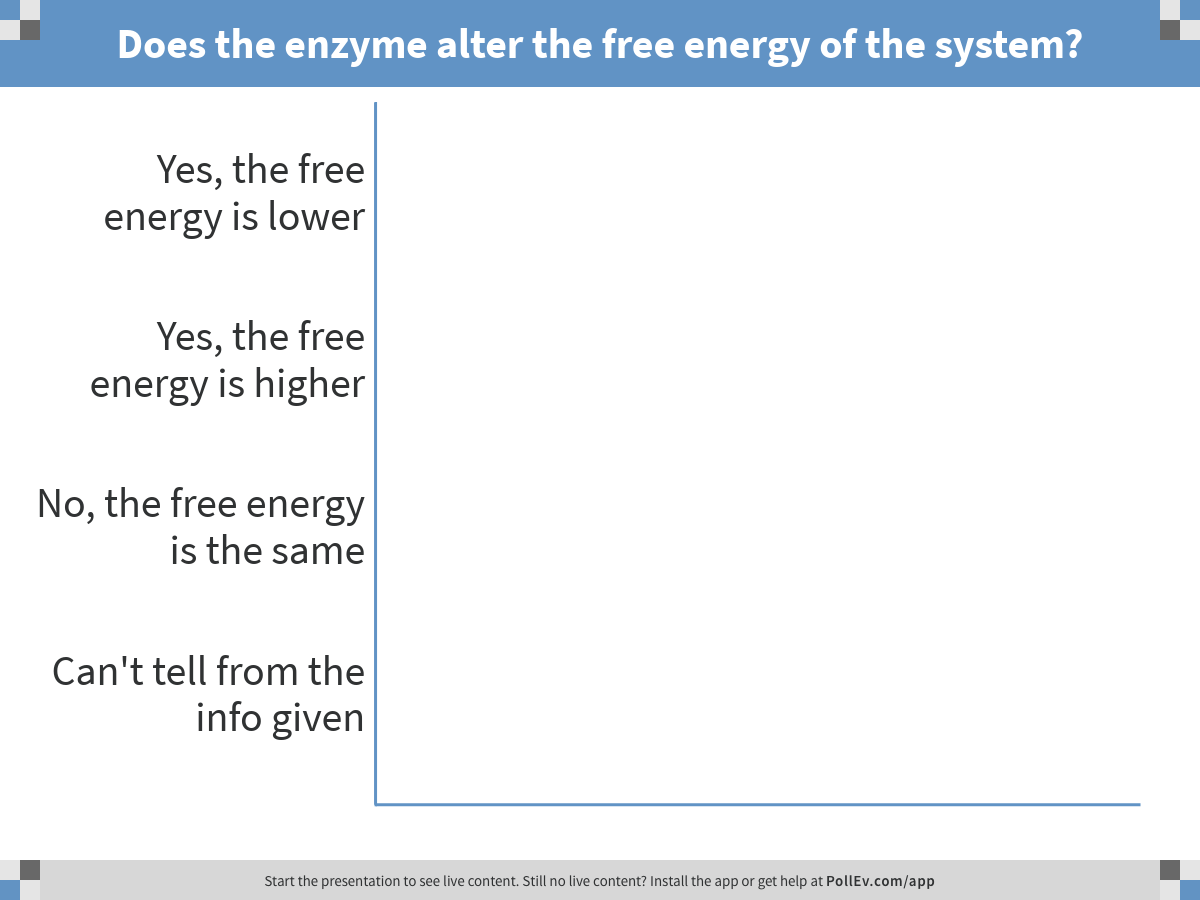 Does the enzyme alter the free energy of the system?
Yes, the free
energy is lower
Yes, the free
energy is higher
No, the free energy
is the same
Can't tell from the
info given
Start the presentation to see live content. Still no live content? Install the app or get help at PollEv.com/app